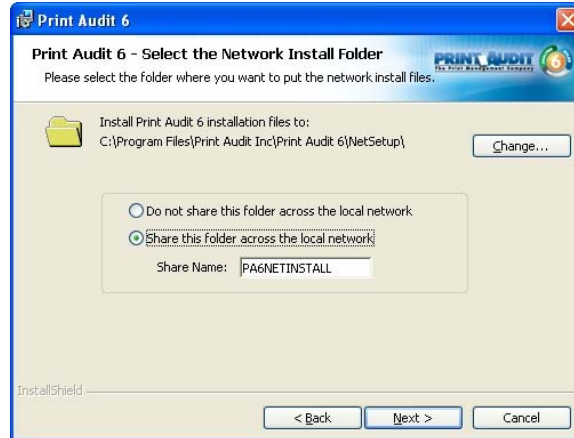 Print Audit 6
Print Audit 6 - Select the Network Install Folder
Please select the folder where you want to put the network install files.
PRINT AUDIT 6
The Print Management Company
Install Print Audit 6 installation files to:
C:\Program Files\Print Audit Inc\Print Audit 6\NetSetup\
Change...
Do not share this folder across the local network
Share this folder across the local network
Share Name: PA6NETINSTALL
InstallShield
< Back Next > Cancel